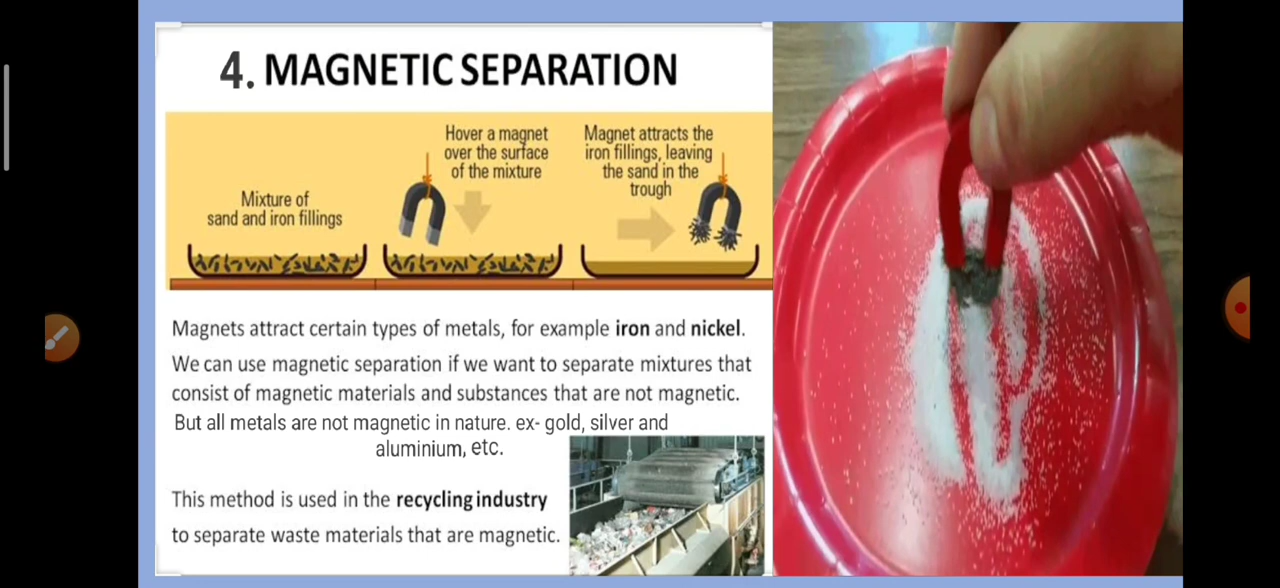 4. MAGNETIC SEPARATION
Mixture of
sand and iron fillings
Hover a magnet
over the surface
of the mixture
Magnet attracts the
iron fillings, leaving
the sand in the
trough
Magnets attract certain types of metals, for example iron and nickel.
We can use magnetic separation if we want to separate mixtures that
consist of magnetic materials and substances that are not magnetic.
But all metals are not magnetic in nature. ex- gold, silver and
aluminium, etc.
This method is used in the recycling industry
to separate waste materials that are magnetic.